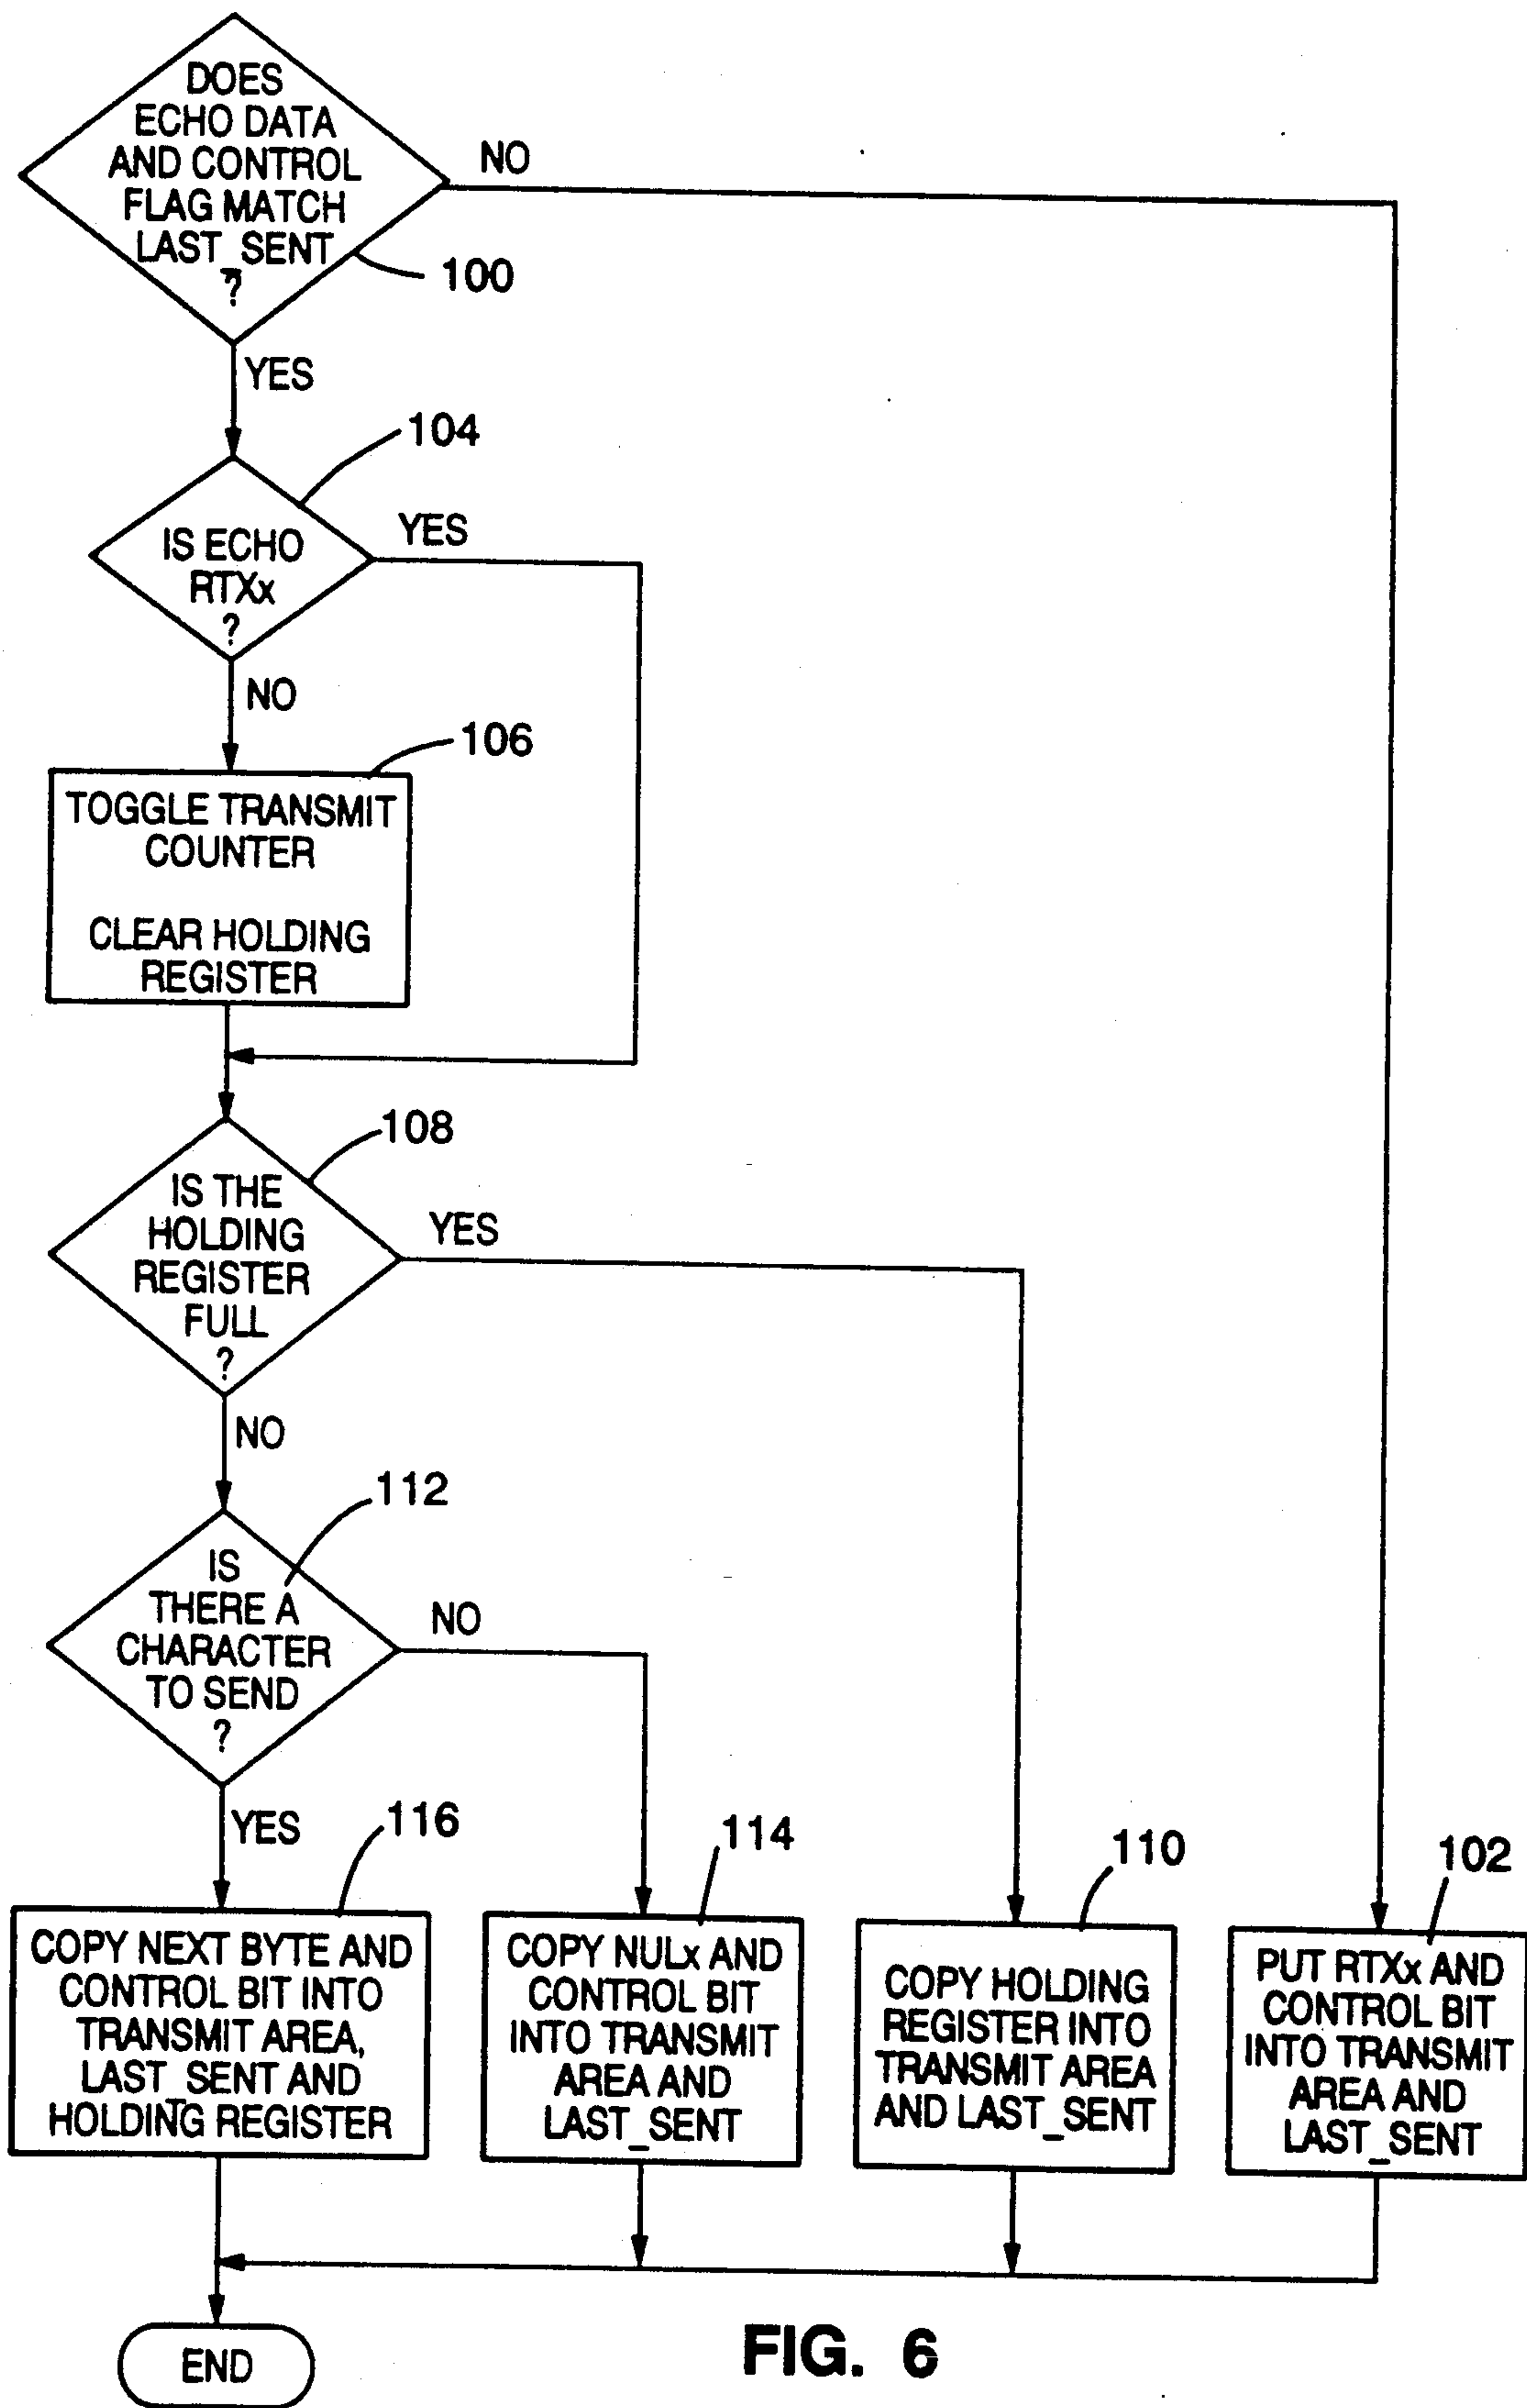 DOES
ECHO DATA
AND CONTROL
FLAG MATCH
LAST_SENT
?
NO
100
YES
104
IS ECHO
RTXx
?
YES
NO
106
TOGGLE TRANSMIT
COUNTER
CLEAR HOLDING
REGISTER
108
IS THE
HOLDING
REGISTER
FULL
?
YES
NO
112
IS
THERE A
CHARACTER
TO SEND
?
NO
YES
116
COPY NEXT BYTE AND
CONTROL BIT INTO
TRANSMIT AREA,
LAST_SENT AND
HOLDING REGISTER
114
COPY NULx AND
CONTROL BIT
INTO TRANSMIT
AREA AND
LAST_SENT
110
COPY HOLDING
REGISTER INTO
TRANSMIT AREA
AND LAST_SENT
102
PUT RTXx AND
CONTROL BIT
INTO TRANSMIT
AREA AND
LAST_SENT
END
FIG. 6